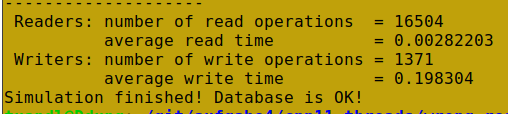 --------------------
Readers: number of read operations = 16504
average read time = 0.00282203
Writers: number of write operations = 1371
average write time = 0.198304
Simulation finished! Database is OK!